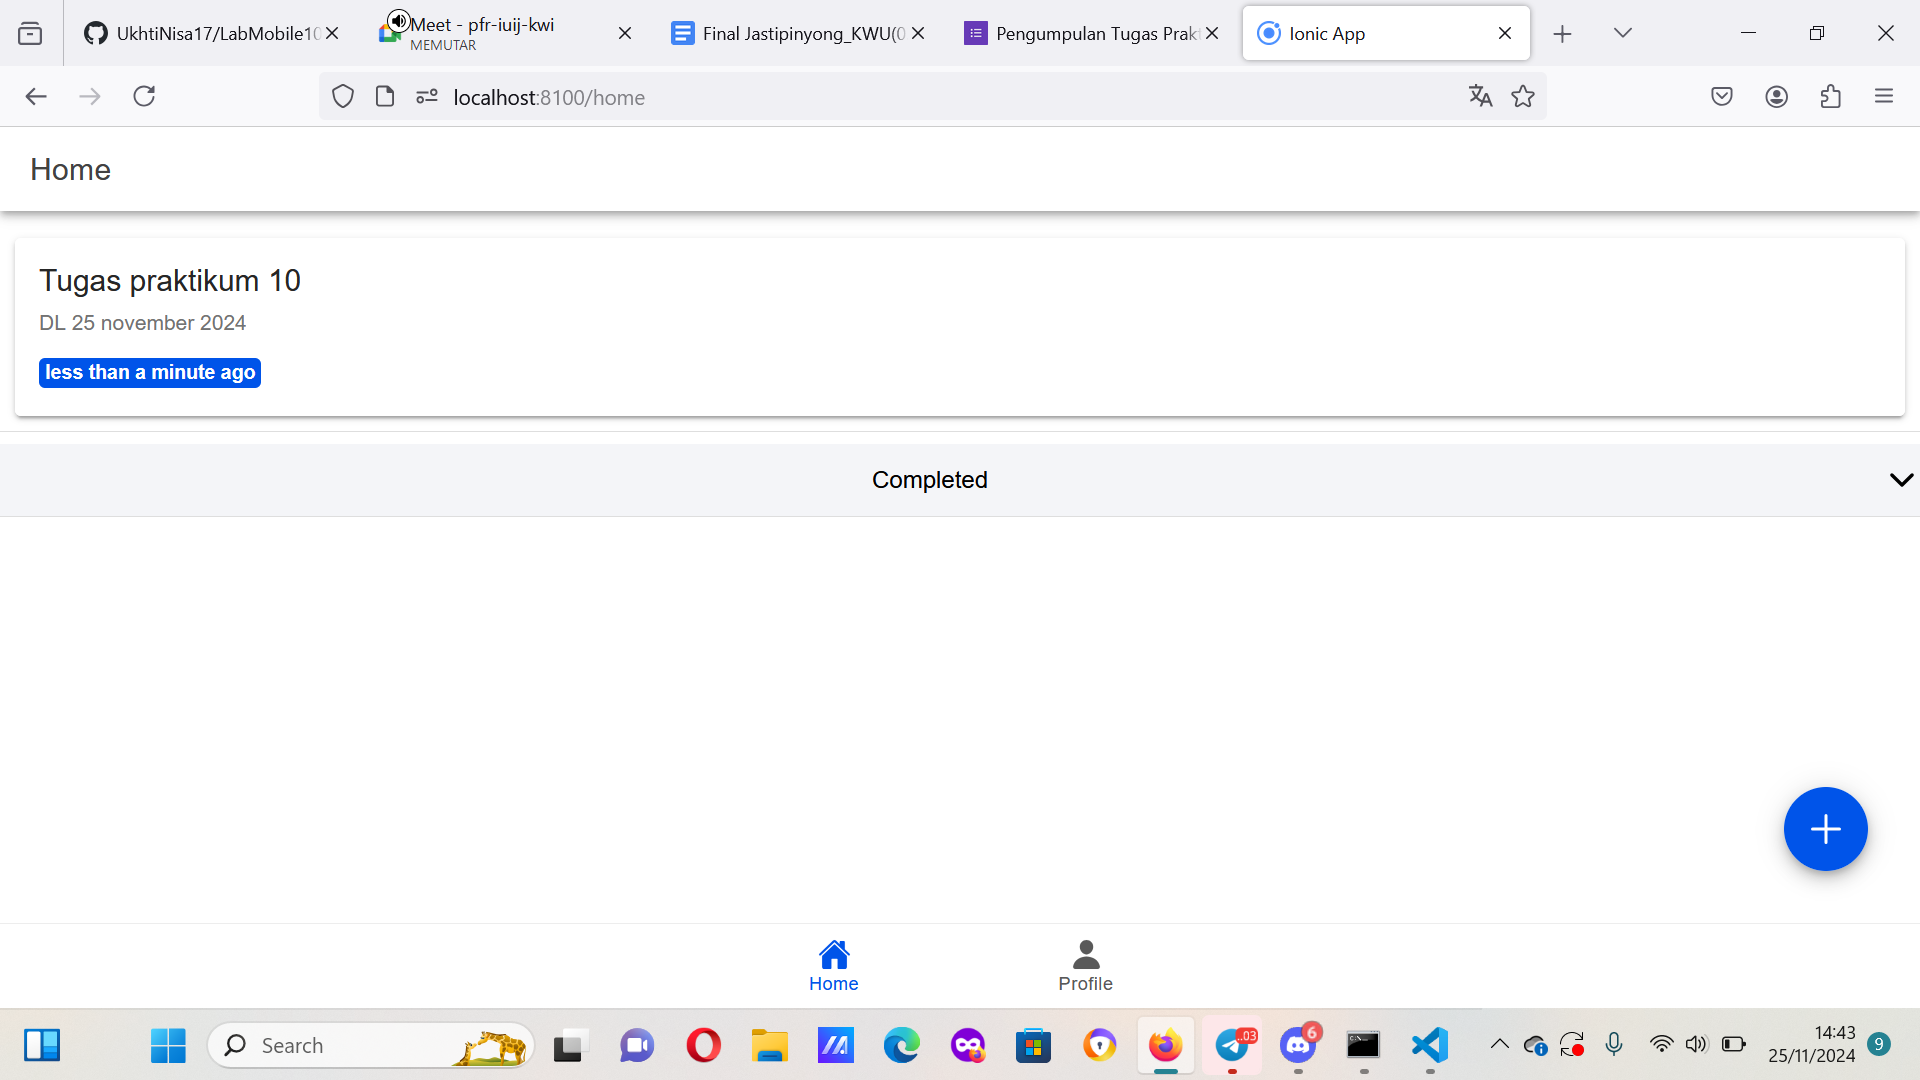 UkhtiNisa17/LabMobile10
Meet - pfr-iuij-kwi
MEMUTAR
Final Jastipinyong_KWU(0
Pengumpulan Tugas Prak
Ionic App
localhost:8100/home
Home
Tugas praktikum 10
DL 25 november 2024
less than a minute ago
Completed
Home
Profile
Search
..03
6
14:43
25/11/2024
9